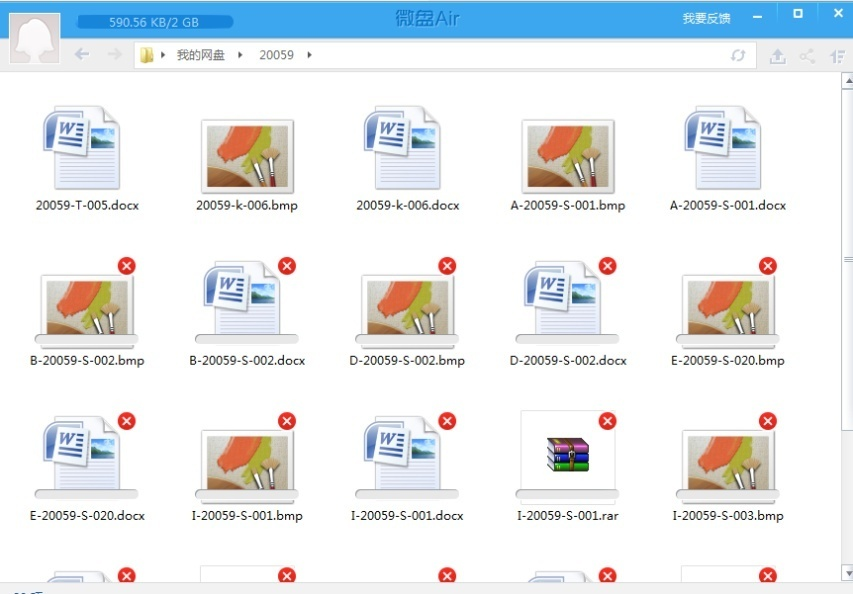 590.56 KB/2 GB
微盘Air
我要反馈
我的网盘
20059
20059-T-005.docx
20059-k-006.bmp
20059-k-006.docx
A-20059-S-001.bmp
A-20059-S-001.docx
B-20059-S-002.bmp
B-20059-S-002.docx
D-20059-S-002.bmp
D-20059-S-002.docx
E-20059-S-020.bmp
E-20059-S-020.docx
I-20059-S-001.bmp
I-20059-S-001.docx
I-20059-S-001.rar
I-20059-S-003.bmp